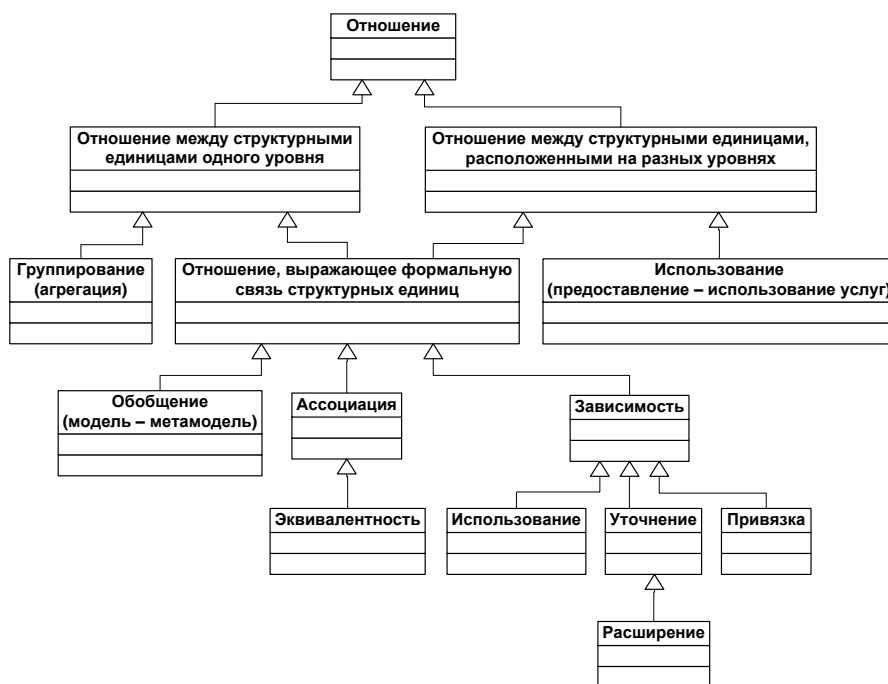 Отношение
Отношение между структурными
единицами одного уровня
Отношение между структурными единицами,
расположенными на разных уровнях
Группирование
(агрегация)
Отношение, выражающее формальную
связь структурных единиц
Использование
(предоставление – использование услуг)
Обобщение
(модель – метамодель)
Ассоциация
Зависимость
Эквивалентность
Использование
Уточнение
Привязка
Расширение